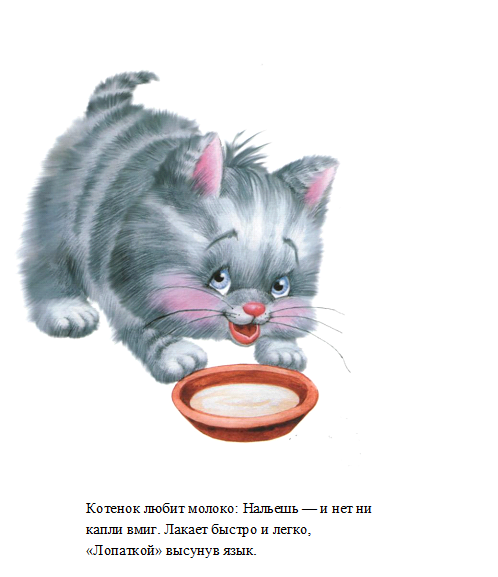 Котенок любит молоко: Нальешь — и нет ни
капли вмиг. Лакает быстро и легко,
«Лопаткой» высунув язык.